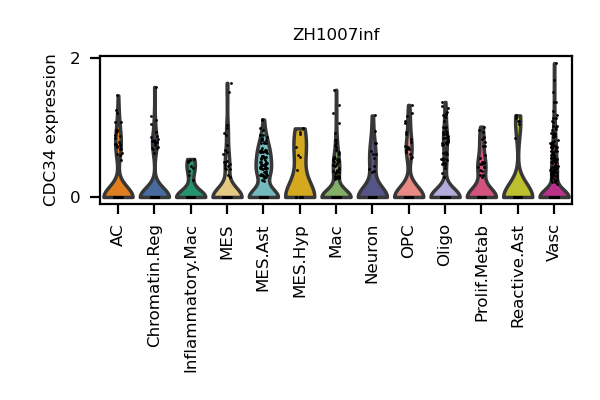 ZH1007inf
CDC34 expression
2
0
AC
Chromatin.Reg
Inflammatory.Mac
MES
MES.Ast
MES.Hyp
Mac
Neuron
OPC
Oligo
Prolif.Metab
Reactive.Ast
Vasc